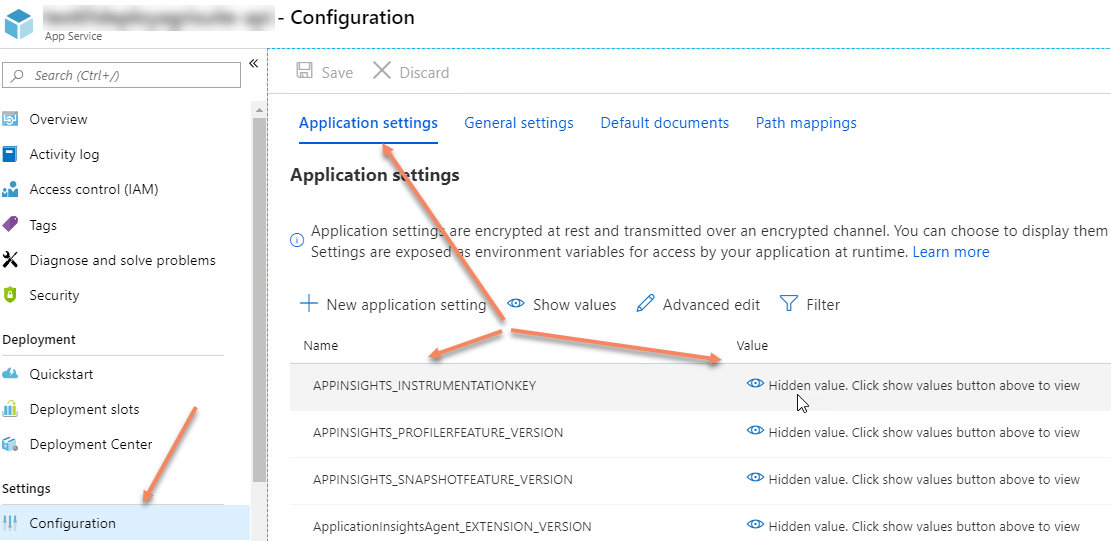 - Configuration
App Service
Search (Ctrl+/)
«
Overview
Activity log
Access control (IAM)
Tags
Diagnose and solve problems
Security
Deployment
Quickstart
Deployment slots
Deployment Center
Settings
Configuration
Save Discard
Application settings General settings Default documents Path mappings
Application settings
Application settings are encrypted at rest and transmitted over an encrypted channel. You can choose to display them
Settings are exposed as environment variables for access by your application at runtime. Learn more
New application setting Show values Advanced edit Filter
Name Value
APPINSIGHTS_INSTRUMENTATIONKEY Hidden value. Click show values button above to view
APPINSIGHTS_PROFILERFEATURE_VERSION Hidden value. Click show values button above to view
APPINSIGHTS_SNAPSHOTFEATURE_VERSION Hidden value. Click show values button above to view
ApplicationInsightsAgent_EXTENSION_VERSION Hidden value. Click show values button above to view